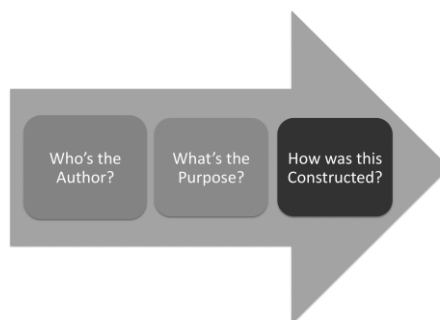 Who’s the
Author?
What’s the
Purpose?
How was this
Constructed?